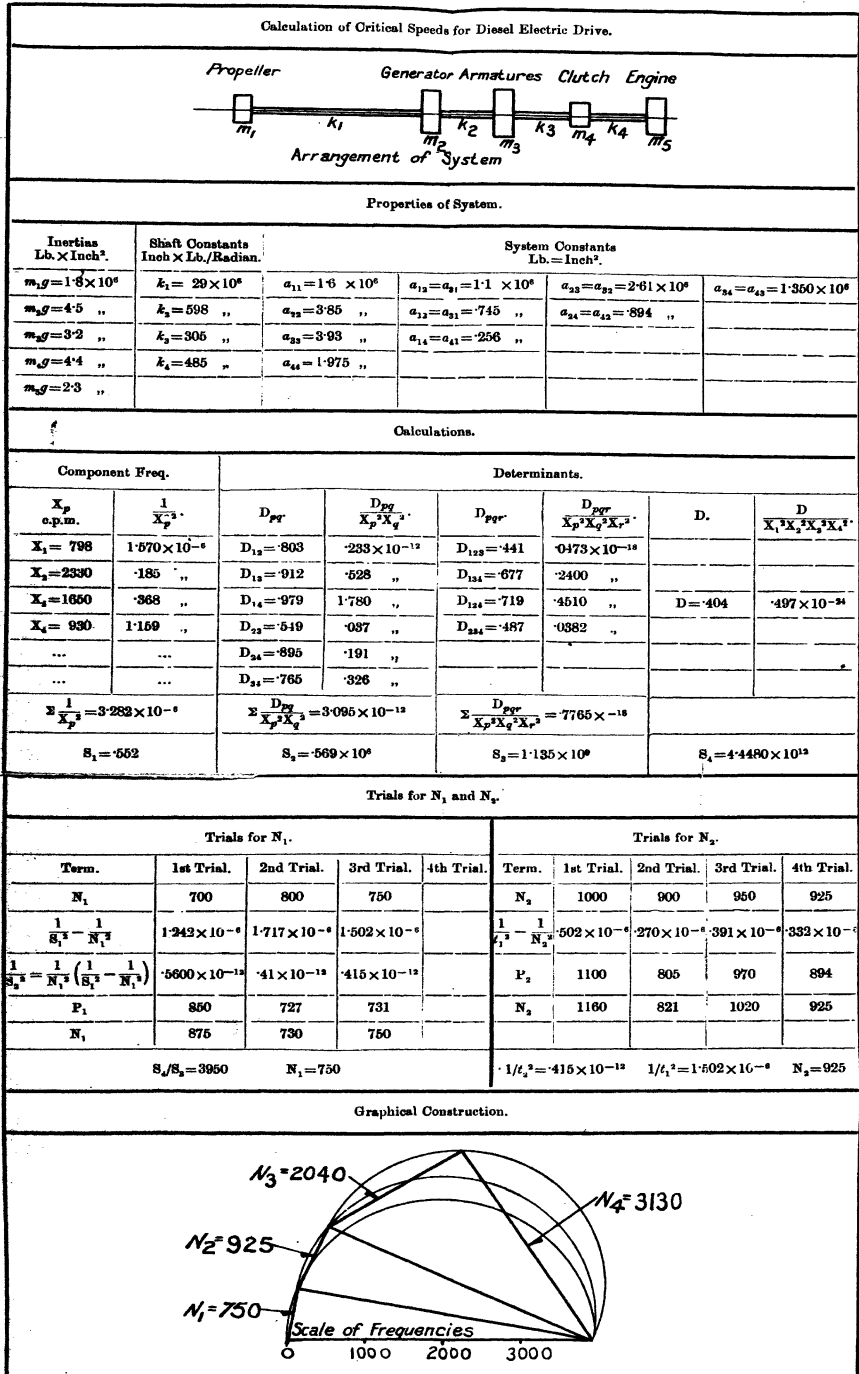 Calculation of Critical Speeds for Diesel Electric Drive.
Propeller Generator Armatures Clutch Engine
m₁ k₁ m₂ k₂ m₃ k₃ m₄ k₄ m₅
Arrangement of System
Properties of System.
Inertias Lb. × Inch². | Shaft Constants Inch × Lb./Radian. | System Constants Lb.=Inch².
m₁g=1·8×10⁶ | k₁= 29×10⁶ | a₁₁=1·6 ×10⁶ | a₁₂=a₂₁=1·1 ×10⁶ | a₂₃=a₃₂=2·61×10⁶ | a₃₄=a₄₃=1·350×10⁶
m₂g=4·5 „ | k₂=598 „ | a₂₂=3·85 „ | a₁₃=a₃₁=·745 „ | a₂₄=a₄₂=·894 „
m₃g=3·2 „ | k₃=305 „ | a₃₃=3·93 „ | a₁₄=a₄₁=·256 „
m₄g=4·4 „ | k₄=485 „ | a₄₄=1·975 „
m₅g=2·3 „
Calculations.
Component Freq. | Determinants.
Xₚ c.p.m. | 1/Xₚ². | D_pq. | D_pq/Xₚ²X_q². | D_pqr. | D_pqr/Xₚ²X_q²Xᵣ². | D. | D/X₁²X₂²X₃²X₄².
X₁= 798 | 1·570×10⁻⁶ | D₁₂=·803 | ·233×10⁻¹² | D₁₂₃=·441 | ·0473×10⁻¹⁸
X₂=2330 | ·185 „ | D₁₃=·912 | ·528 „ | D₁₃₄=·677 | ·2400 „
X₃=1650 | ·368 „ | D₁₄=·979 | 1·780 „ | D₁₂₄=·719 | ·4510 „ | D=·404 | ·497×10⁻²⁴
X₄= 930 | 1·159 „ | D₂₃=·549 | ·037 „ | D₂₃₄=·487 | ·0382 „
... | ... | D₂₄=·895 | ·191 „
... | ... | D₃₄=·765 | ·326 „
Σ 1/Xₚ²=3·282×10⁻⁶ | Σ D_pq/Xₚ²X_q²=3·095×10⁻¹² | Σ D_pqr/Xₚ²X_q²Xᵣ²=·7765×⁻¹⁸
S₁=·552 | S₂=·569×10⁶ | S₃=1·135×10⁹ | S₄=4·4480×10¹²
Trials for N₁ and N₂.
Trials for N₁. | Trials for N₂.
Term. | 1st Trial. | 2nd Trial. | 3rd Trial. | 4th Trial. | Term. | 1st Trial. | 2nd Trial. | 3rd Trial. | 4th Trial.
N₁ | 700 | 800 | 750 | N₂ | 1000 | 900 | 950 | 925
1/S₁² − 1/N₁² | 1·242×10⁻⁶ | 1·717×10⁻⁶ | 1·502×10⁻⁶ | 1/t₁² − 1/N₂² | ·502×10⁻⁶ | ·270×10⁻⁶ | ·391×10⁻⁶ | ·332×10⁻⁶
1/S₂² = 1/N₁² (1/S₁² − 1/N₁²) | ·5600×10⁻¹² | ·41×10⁻¹² | ·415×10⁻¹² | P₂ | 1100 | 805 | 970 | 894
P₁ | 850 | 727 | 731 | N₂ | 1160 | 821 | 1020 | 925
N₁ | 875 | 730 | 750
S₄/S₃=3950 N₁=750 | 1/t₂²=·415×10⁻¹² 1/t₁²=1·502×10⁻⁶ N₂=925
Graphical Construction.
N₃=2040
N₄=3130
N₂=925
N₁=750
Scale of Frequencies
0 1000 2000 3000